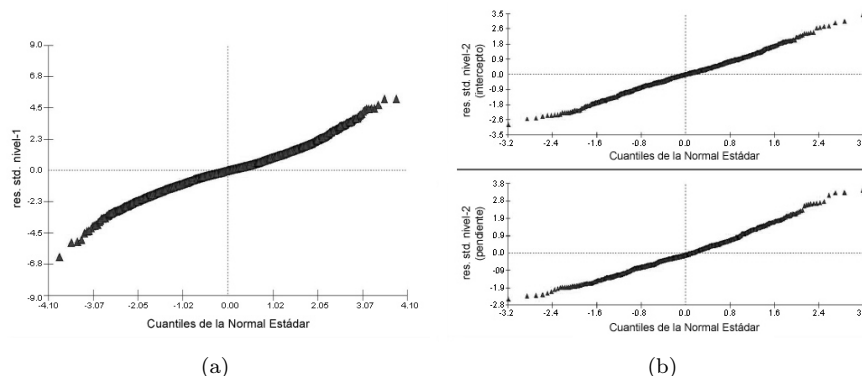 9.0
6.8
4.5
2.3
0.0
-2.3
-4.5
-6.8
-9.0
res. std. nivel-1
-4.10 -3.07 -2.05 -1.02 0.00 1.02 2.05 3.07 4.10
Cuantiles de la Normal Estádar
(a)
3.5
2.6
1.8
0.9
0.0
-0.9
-1.8
-2.6
-3.5
res. std. nivel-2
(intercepto)
-3.2 -2.4 -1.6 -0.8 0.0 0.8 1.6 2.4
Cuantiles de la Normal Estádar
3.8
2.8
1.9
0.9
0.0
-09
-1.9
-2.8
res. std. nivel-2
(pendiente)
-3.2 -2.4 -1.6 -0.8 0.0 0.8 1.6 2.4
Cuantiles de la Normal Estádar
(b)